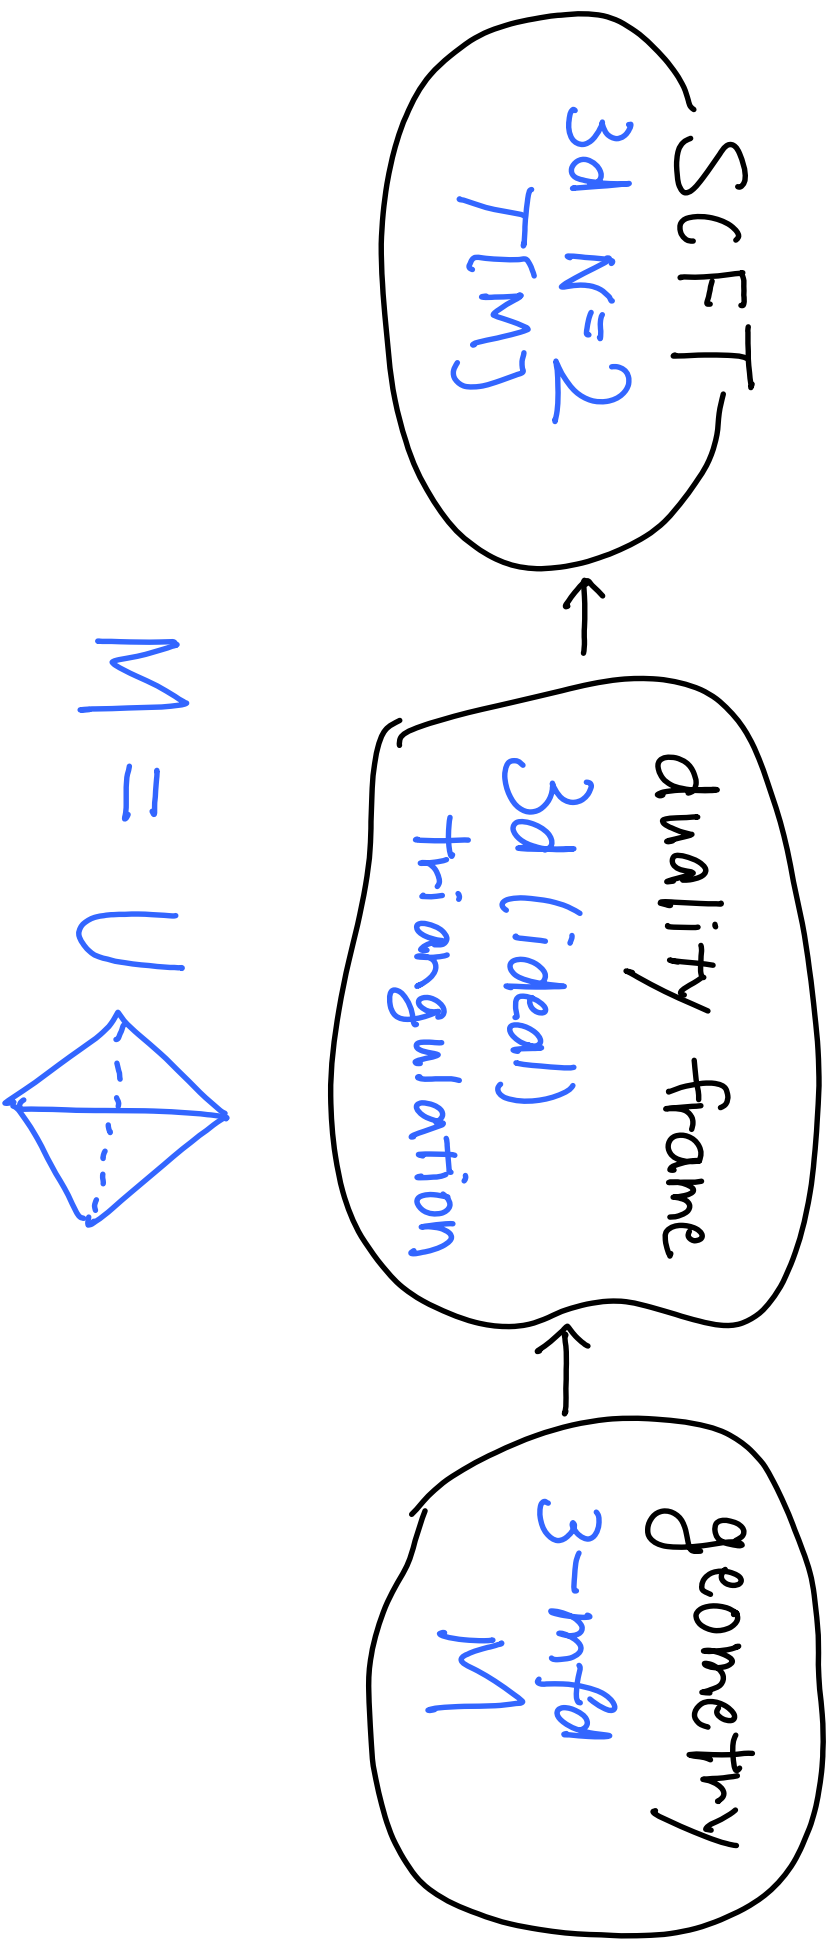 SCFT
3d N=2
T[M]
duality frame
3d (ideal)
triangulation
geometry
3-mfd
M
M = U